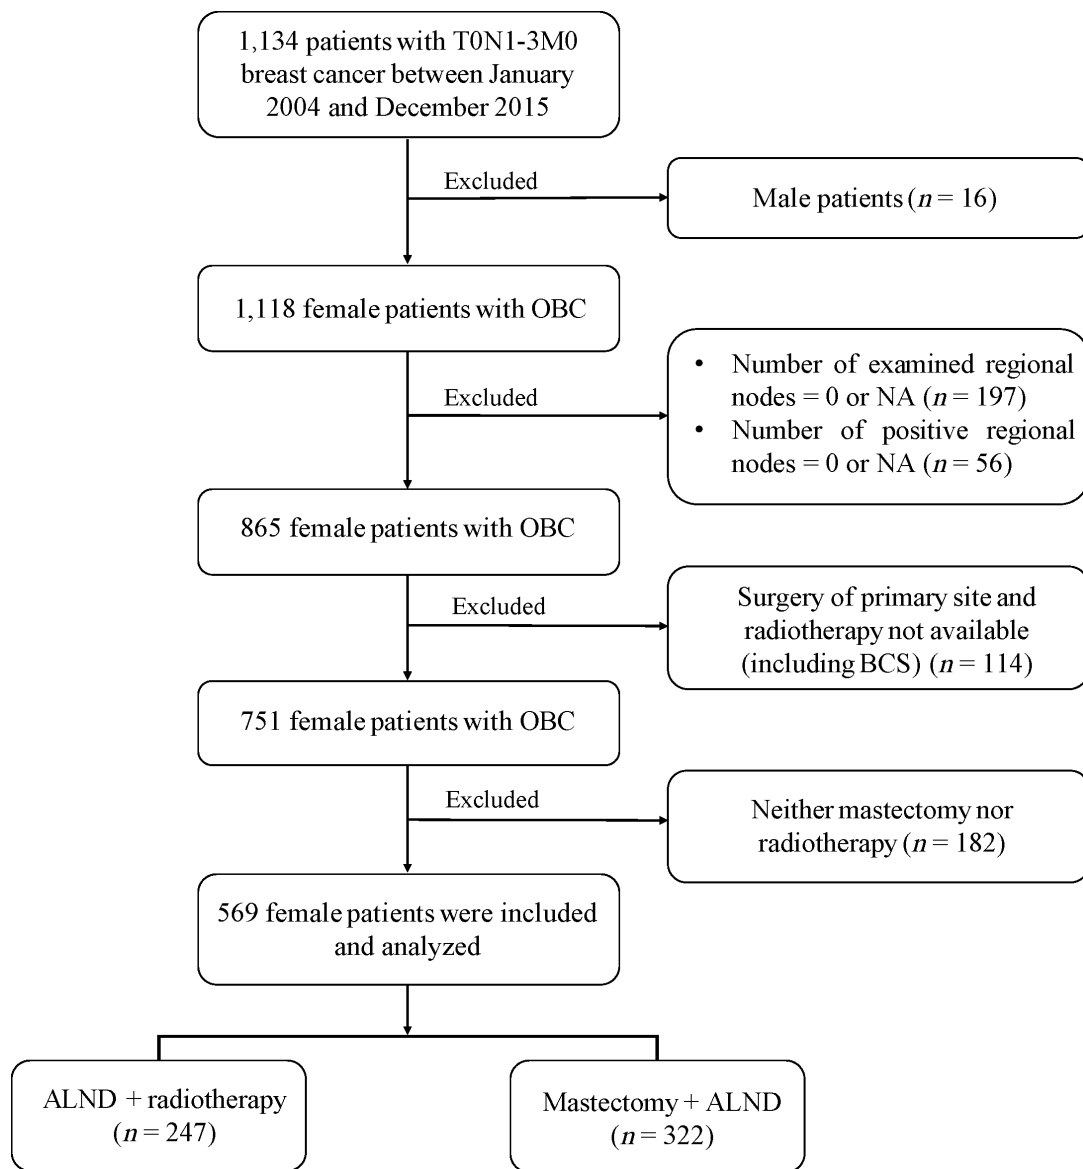 1,134 patients with T0N1-3M0
breast cancer between January
2004 and December 2015
Excluded
Male patients (n = 16)
1,118 female patients with OBC
Excluded
• Number of examined regional
nodes = 0 or NA (n = 197)
• Number of positive regional
nodes = 0 or NA (n = 56)
865 female patients with OBC
Excluded
Surgery of primary site and
radiotherapy not available
(including BCS) (n = 114)
751 female patients with OBC
Excluded
Neither mastectomy nor
radiotherapy (n = 182)
569 female patients were included
and analyzed
ALND + radiotherapy
(n = 247)
Mastectomy + ALND
(n = 322)